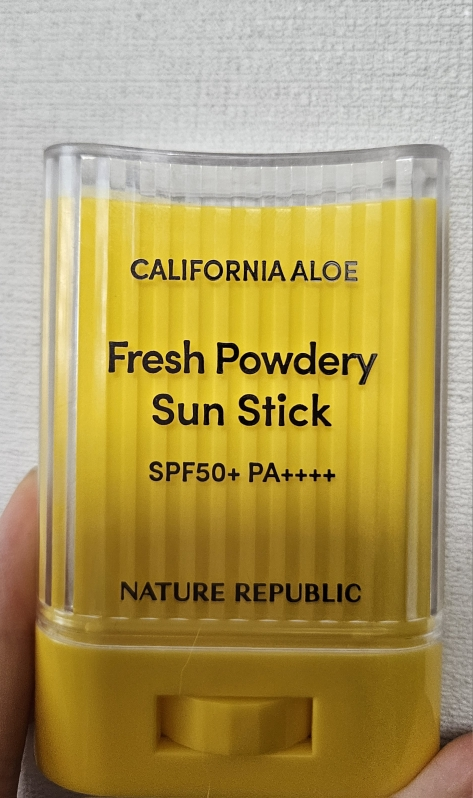 CALIFORNIA ALOE
Fresh Powdery
Sun Stick
SPF50+ PA++++
NATURE REPUBLIC